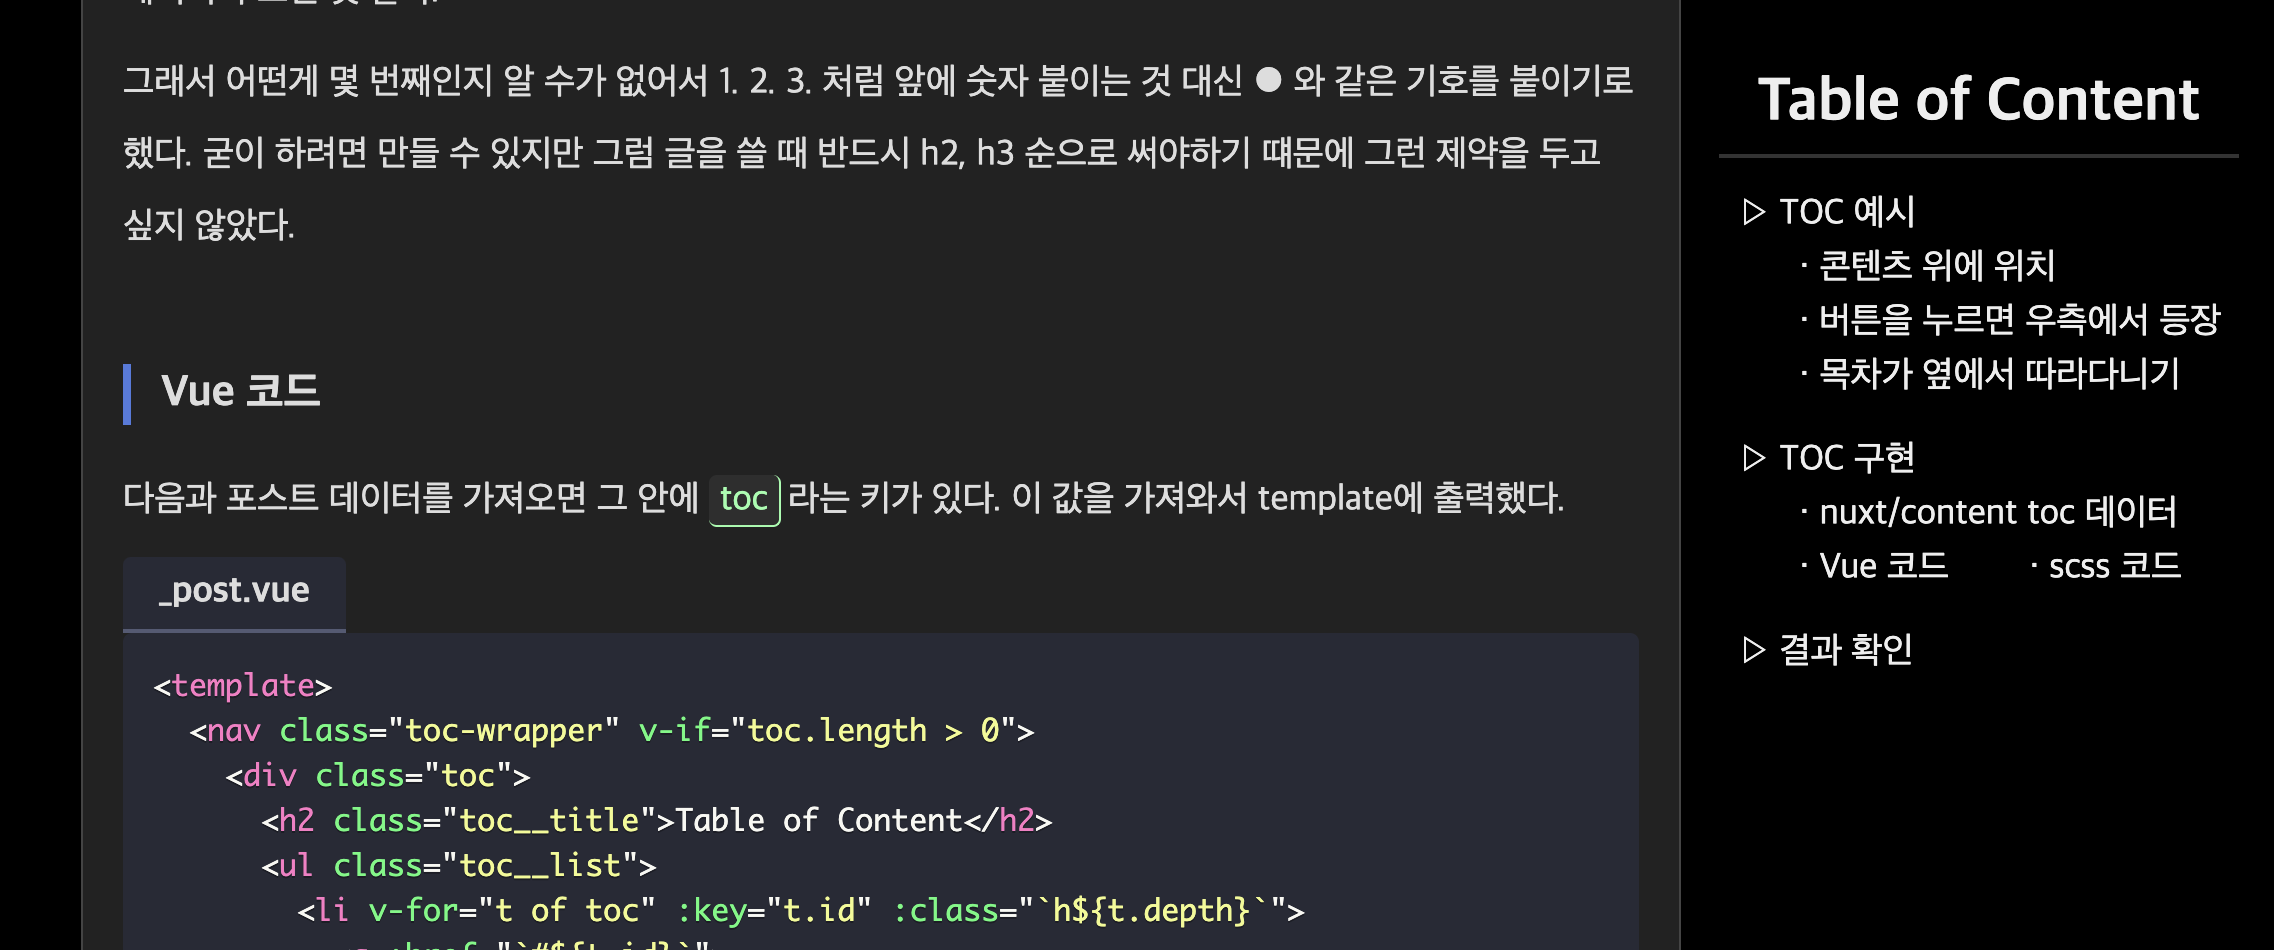 그래서 어떤게 몇 번째인지 알 수가 없어서 1. 2. 3. 처럼 앞에 숫자 붙이는 것 대신 ● 와 같은 기호를 붙이기로
했다. 굳이 하려면 만들 수 있지만 그럼 글을 쓸 때 반드시 h2, h3 순으로 써야하기 떄문에 그런 제약을 두고
싶지 않았다.
Vue 코드
다음과 포스트 데이터를 가져오면 그 안에 toc 라는 키가 있다. 이 값을 가져와서 template에 출력했다.
_post.vue
<template>
<nav class="toc-wrapper" v-if="toc.length > 0">
<div class="toc">
<h2 class="toc__title">Table of Content</h2>
<ul class="toc__list">
<li v-for="t of toc" :key="t.id" :class="`h${t.depth}`">
Table of Content
▷ TOC 예시
· 콘텐츠 위에 위치
· 버튼을 누르면 우측에서 등장
· 목차가 옆에서 따라다니기
▷ TOC 구현
· nuxt/content toc 데이터
· Vue 코드 · scss 코드
▷ 결과 확인